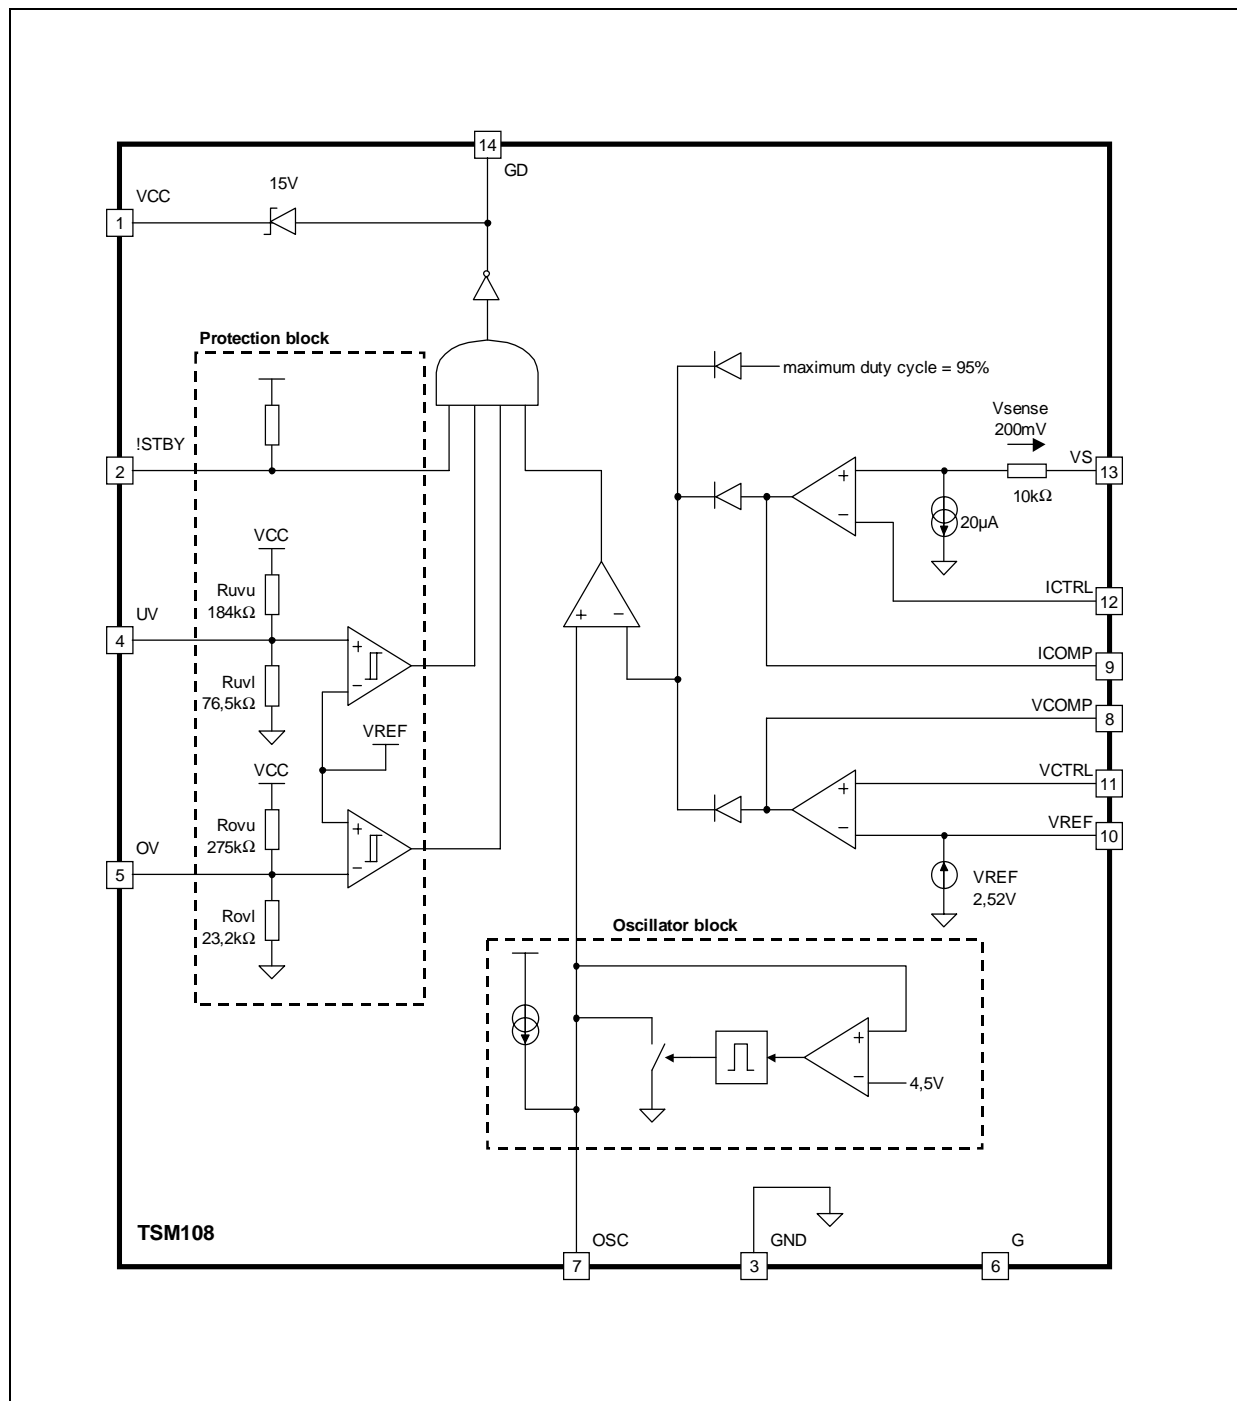 14
GD
15V
VCC
1
Protection block
maximum duty cycle = 95%
Vsense
200mV
!STBY
2
VS
13
+
−
10kΩ
20µA
VCC
Ruvu
184kΩ
ICTRL
12
UV
4
+
−
+ −
Ruvl
76,5kΩ
ICOMP
9
VCOMP
8
VREF
VCC
VCTRL
11
+
−
Rovu
275kΩ
VREF
10
+
−
OV
5
VREF
2,52V
Rovl
23,2kΩ
Oscillator block
+
−
4,5V
TSM108
OSC
7
GND
3
G
6